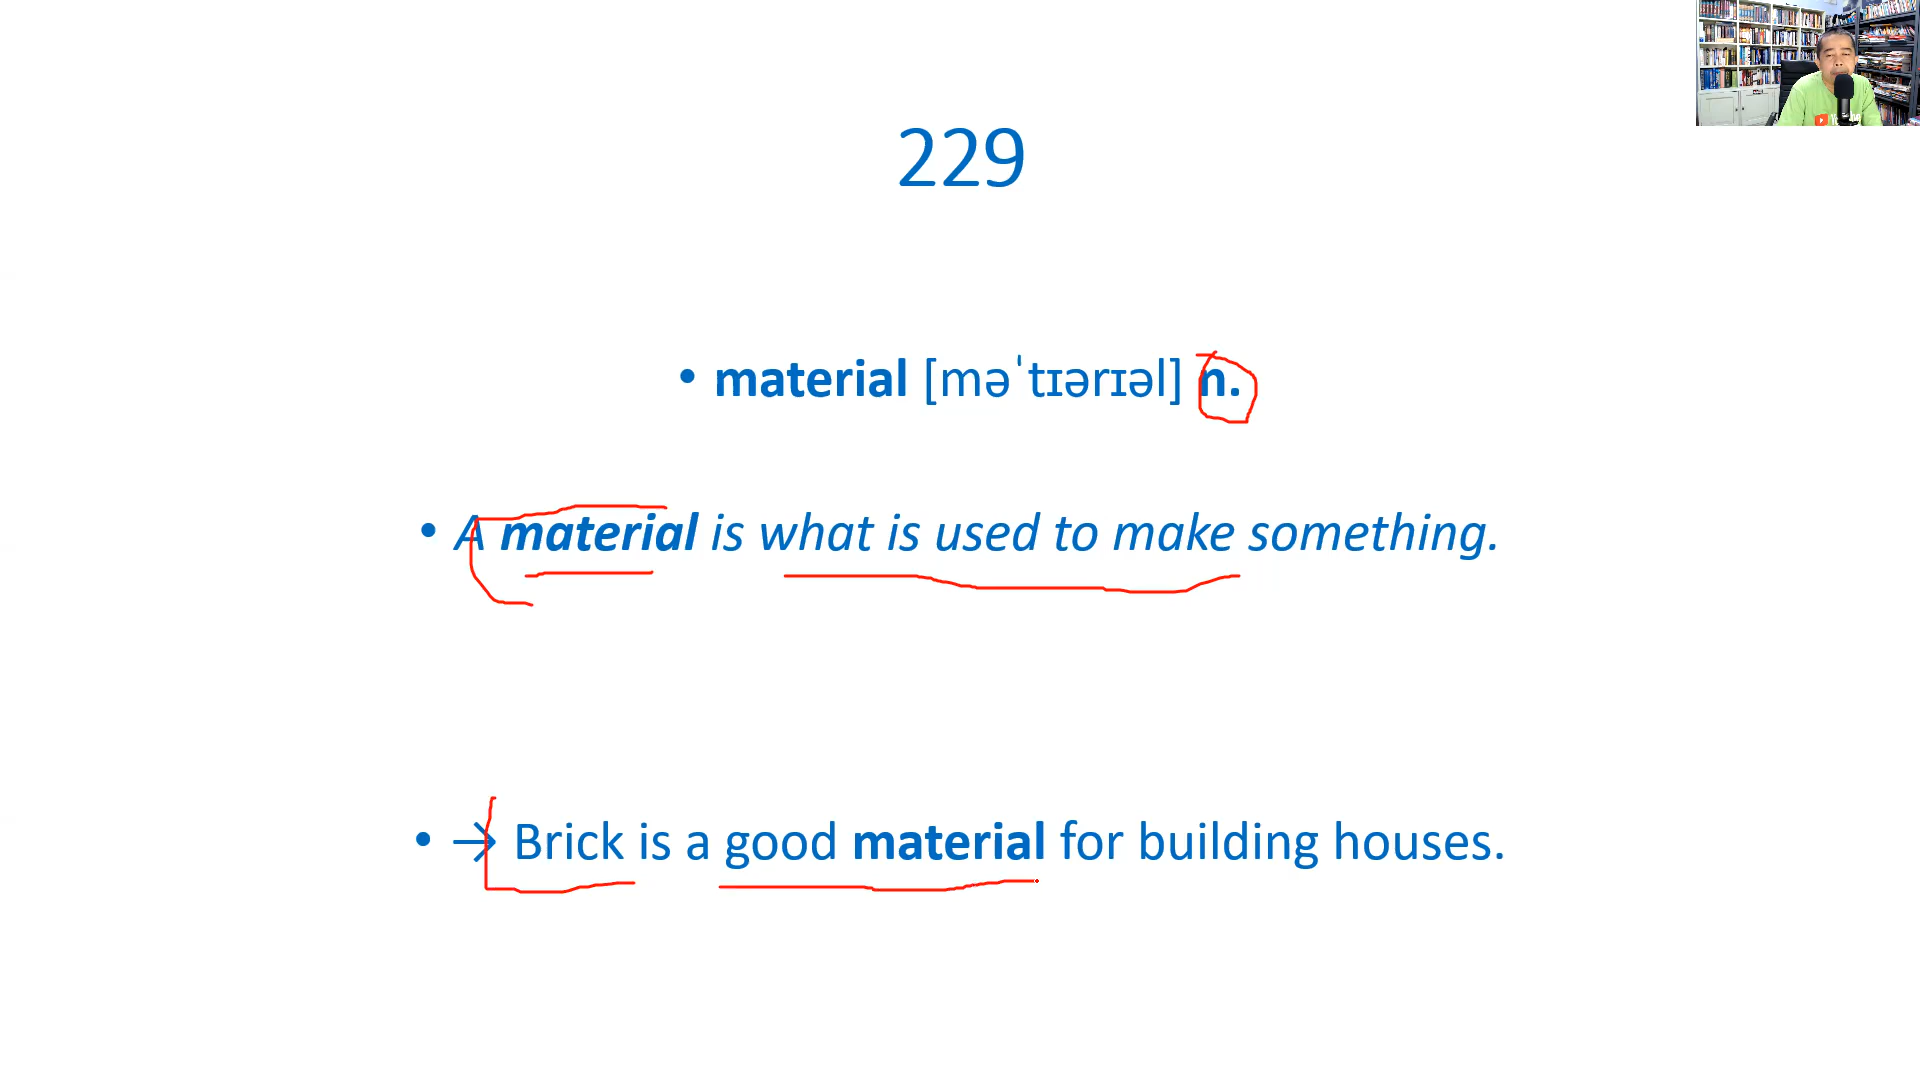 229
• material [məˈtɪərɪəl] n.
• A material is what is used to make something.
• → Brick is a good material for building houses.